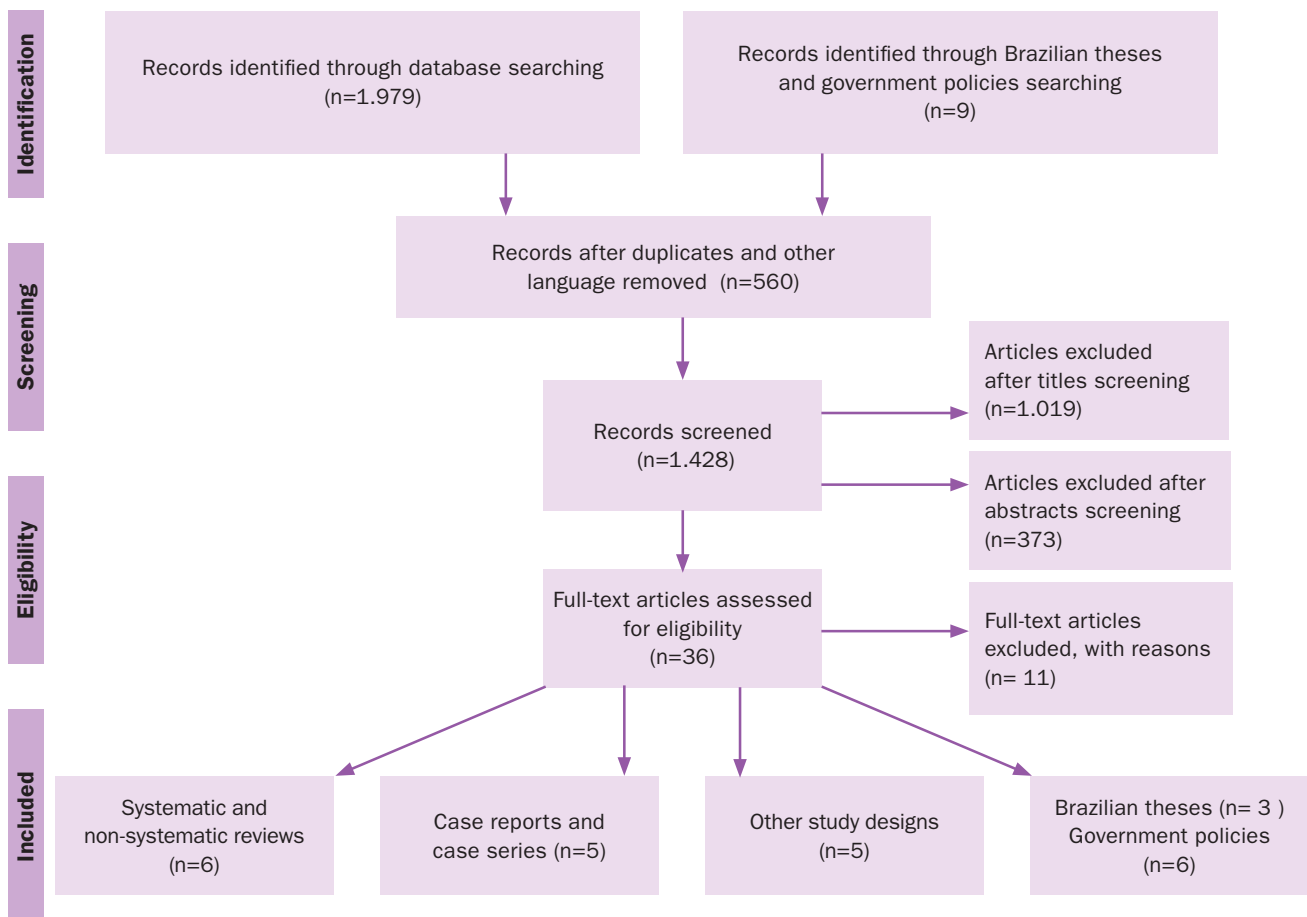 Identification
Records identified through database searching
(n=1.979)
Records identified through Brazilian theses
and government policies searching
(n=9)
Screening
Records after duplicates and other
language removed (n=560)
Records screened
(n=1.428)
Articles excluded
after titles screening
(n=1.019)
Articles excluded after
abstracts screening
(n=373)
Eligibility
Full-text articles assessed
for eligibility
(n=36)
Full-text articles
excluded, with reasons
(n= 11)
Included
Systematic and
non-systematic reviews
(n=6)
Case reports and
case series (n=5)
Other study designs
(n=5)
Brazilian theses (n= 3 )
Government policies
(n=6)